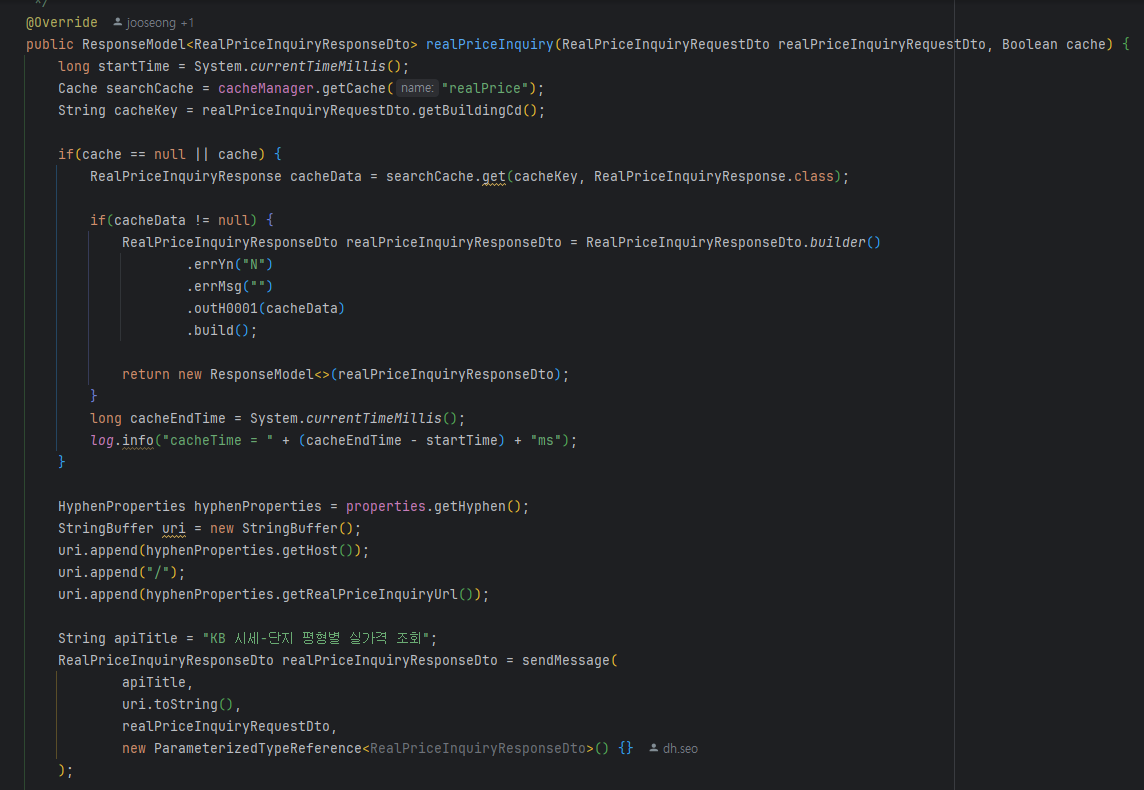 */
@Override jooseong +1
public ResponseModel<RealPriceInquiryResponseDto> realPriceInquiry(RealPriceInquiryRequestDto realPriceInquiryRequestDto, Boolean cache) {
long startTime = System.currentTimeMillis();
Cache searchCache = cacheManager.getCache( name: "realPrice");
String cacheKey = realPriceInquiryRequestDto.getBuildingCd();
if(cache == null || cache) {
RealPriceInquiryResponse cacheData = searchCache.get(cacheKey, RealPriceInquiryResponse.class);
if(cacheData != null) {
RealPriceInquiryResponseDto realPriceInquiryResponseDto = RealPriceInquiryResponseDto.builder()
.errYn("N")
.errMsg("")
.outH0001(cacheData)
.build();
return new ResponseModel<>(realPriceInquiryResponseDto);
}
long cacheEndTime = System.currentTimeMillis();
log.info("cacheTime = " + (cacheEndTime - startTime) + "ms");
}
HyphenProperties hyphenProperties = properties.getHyphen();
StringBuffer uri = new StringBuffer();
uri.append(hyphenProperties.getHost());
uri.append("/");
uri.append(hyphenProperties.getRealPriceInquiryUrl());
String apiTitle = "KB 시세-단지 평형별 실가격 조회";
RealPriceInquiryResponseDto realPriceInquiryResponseDto = sendMessage(
apiTitle,
uri.toString(),
realPriceInquiryRequestDto,
new ParameterizedTypeReference<RealPriceInquiryResponseDto>() {} dh.seo
);